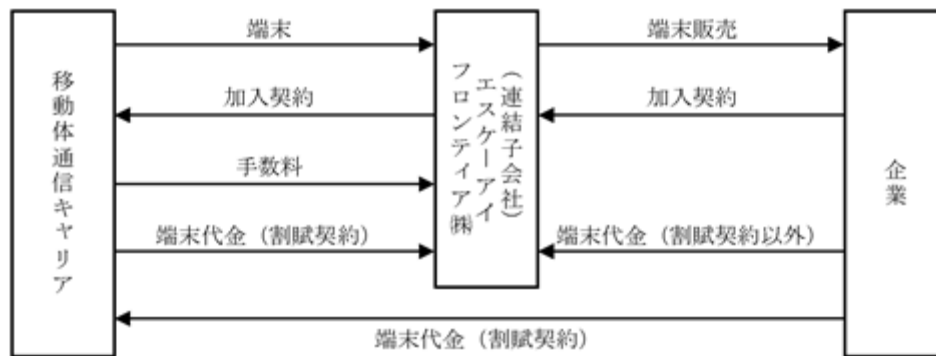 移動体通信キャリア
端末
加入契約
手数料
端末代金（割賦契約）
（連結子会社）
エスケーアイ
フロンティア㈱
端末販売
加入契約
端末代金（割賦契約以外）
端末代金（割賦契約）
企業